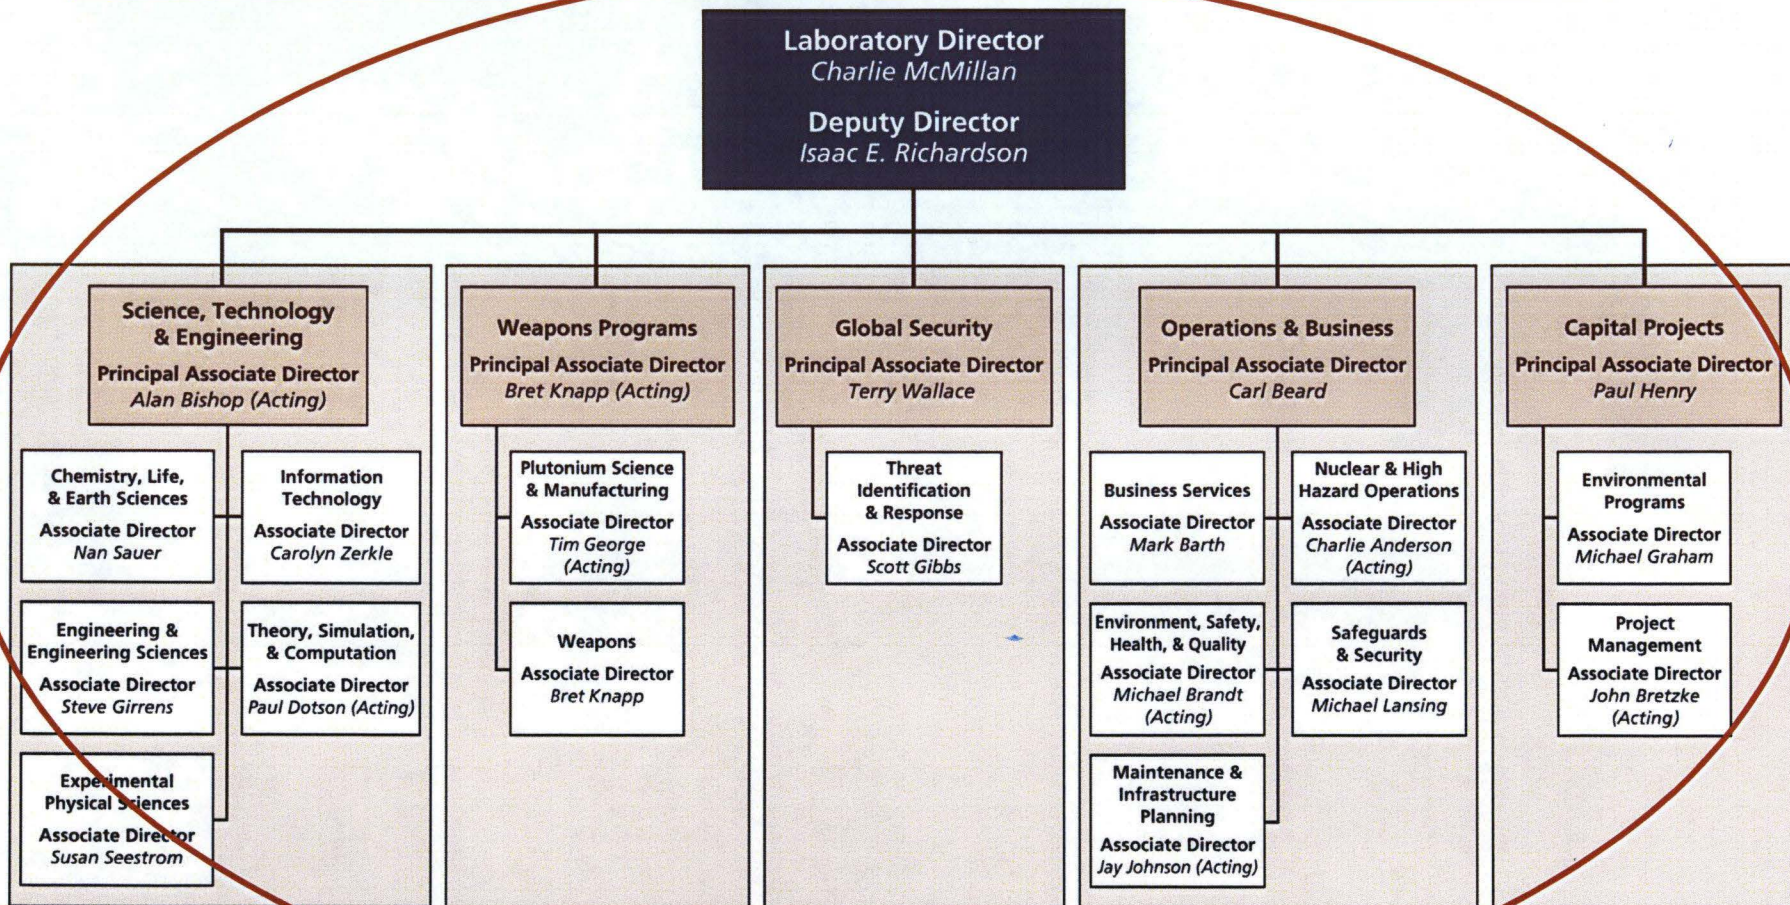 Laboratory Director
Charlie McMillan
Deputy Director
Isaac E. Richardson
Science, Technology
& Engineering
Principal Associate Director
Alan Bishop (Acting)
Chemistry, Life,
& Earth Sciences
Associate Director
Nan Sauer
Information
Technology
Associate Director
Carolyn Zerkle
Engineering &
Engineering Sciences
Associate Director
Steve Girrens
Theory, Simulation,
& Computation
Associate Director
Paul Dotson (Acting)
Experimental
Physical Sciences
Associate Director
Susan Seestrom
Weapons Programs
Principal Associate Director
Bret Knapp (Acting)
Plutonium Science
& Manufacturing
Associate Director
Tim George
(Acting)
Weapons
Associate Director
Bret Knapp
Global Security
Principal Associate Director
Terry Wallace
Threat
Identification
& Response
Associate Director
Scott Gibbs
Operations & Business
Principal Associate Director
Carl Beard
Business Services
Associate Director
Mark Barth
Nuclear & High
Hazard Operations
Associate Director
Charlie Anderson
(Acting)
Environment, Safety,
Health, & Quality
Associate Director
Michael Brandt
(Acting)
Safeguards
& Security
Associate Director
Michael Lansing
Maintenance &
Infrastructure
Planning
Associate Director
Jay Johnson (Acting)
Capital Projects
Principal Associate Director
Paul Henry
Environmental
Programs
Associate Director
Michael Graham
Project
Management
Associate Director
John Bretzke
(Acting)